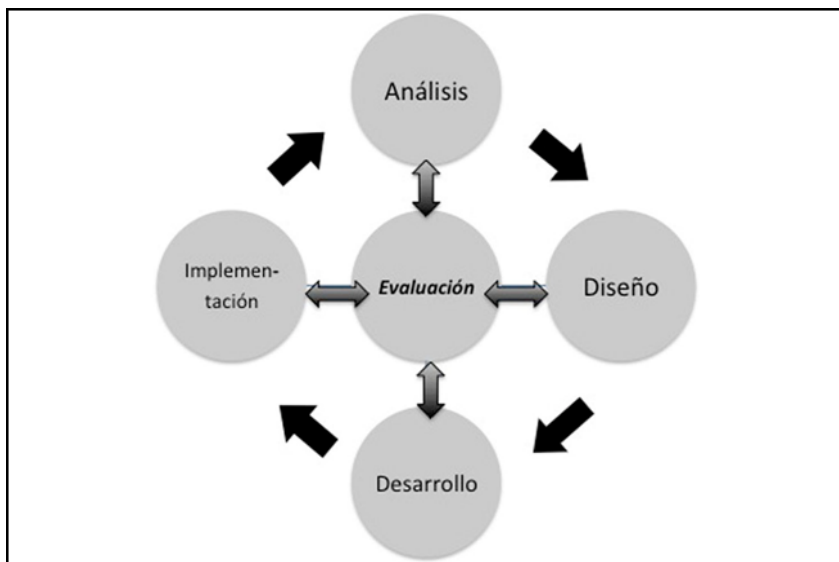 Análisis
Implemen-
tación
Evaluación
Diseño
Desarrollo